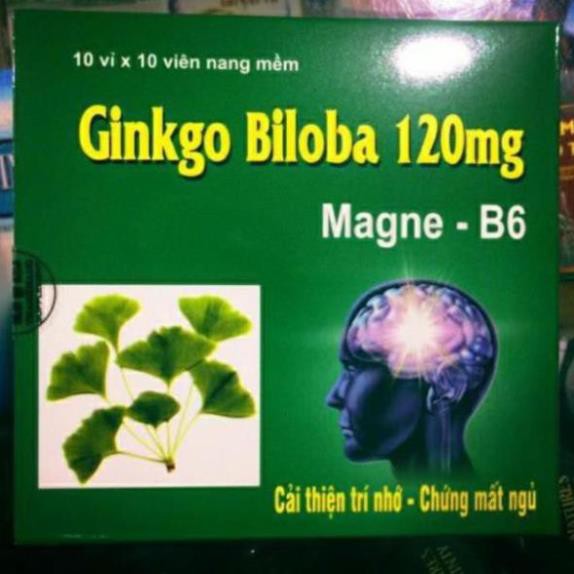 10 vỉ x 10 viên nang mềm
Ginkgo Biloba 120mg
Magne - B6
Cải thiện trí nhớ - Chứng mất ngủ